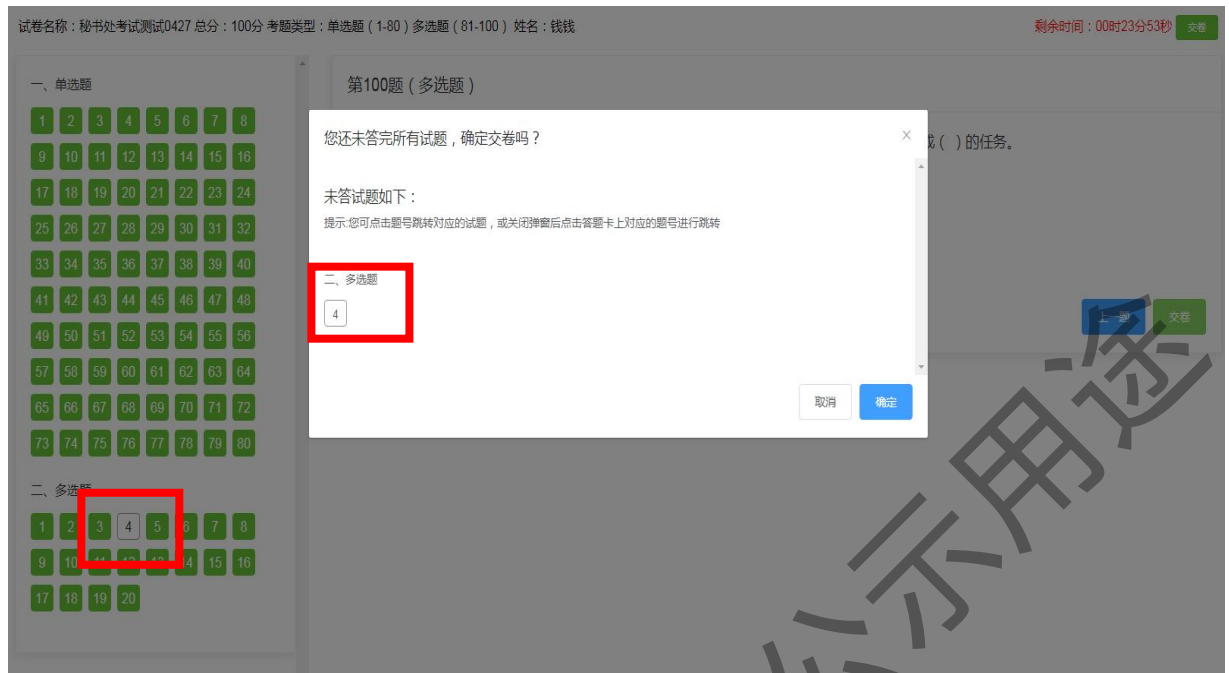 试卷名称：秘书处考试测试0427 总分：100分 考题类型：单选题（1-80）多选题（81-100） 姓名：钱钱
剩余时间：00时23分53秒 交卷
一、单选题
1 2 3 4 5 6 7 8
9 10 11 12 13 14 15 16
17 18 19 20 21 22 23 24
25 26 27 28 29 30 31 32
33 34 35 36 37 38 39 40
41 42 43 44 45 46 47 48
49 50 51 52 53 54 55 56
57 58 59 60 61 62 63 64
65 66 67 68 69 70 71 72
73 74 75 76 77 78 79 80
二、多选题
1 2 3 4 5 6 7 8
9 10 11 12 13 14 15 16
17 18 19 20
第100题（多选题）
（ ）的任务。
上一题 交卷
您还未答完所有试题，确定交卷吗？
×
未答试题如下：
提示:您可点击题号跳转对应的试题，或关闭弹窗后点击答题卡上对应的题号进行跳转
二、多选题
4
取消 确定
公示用途